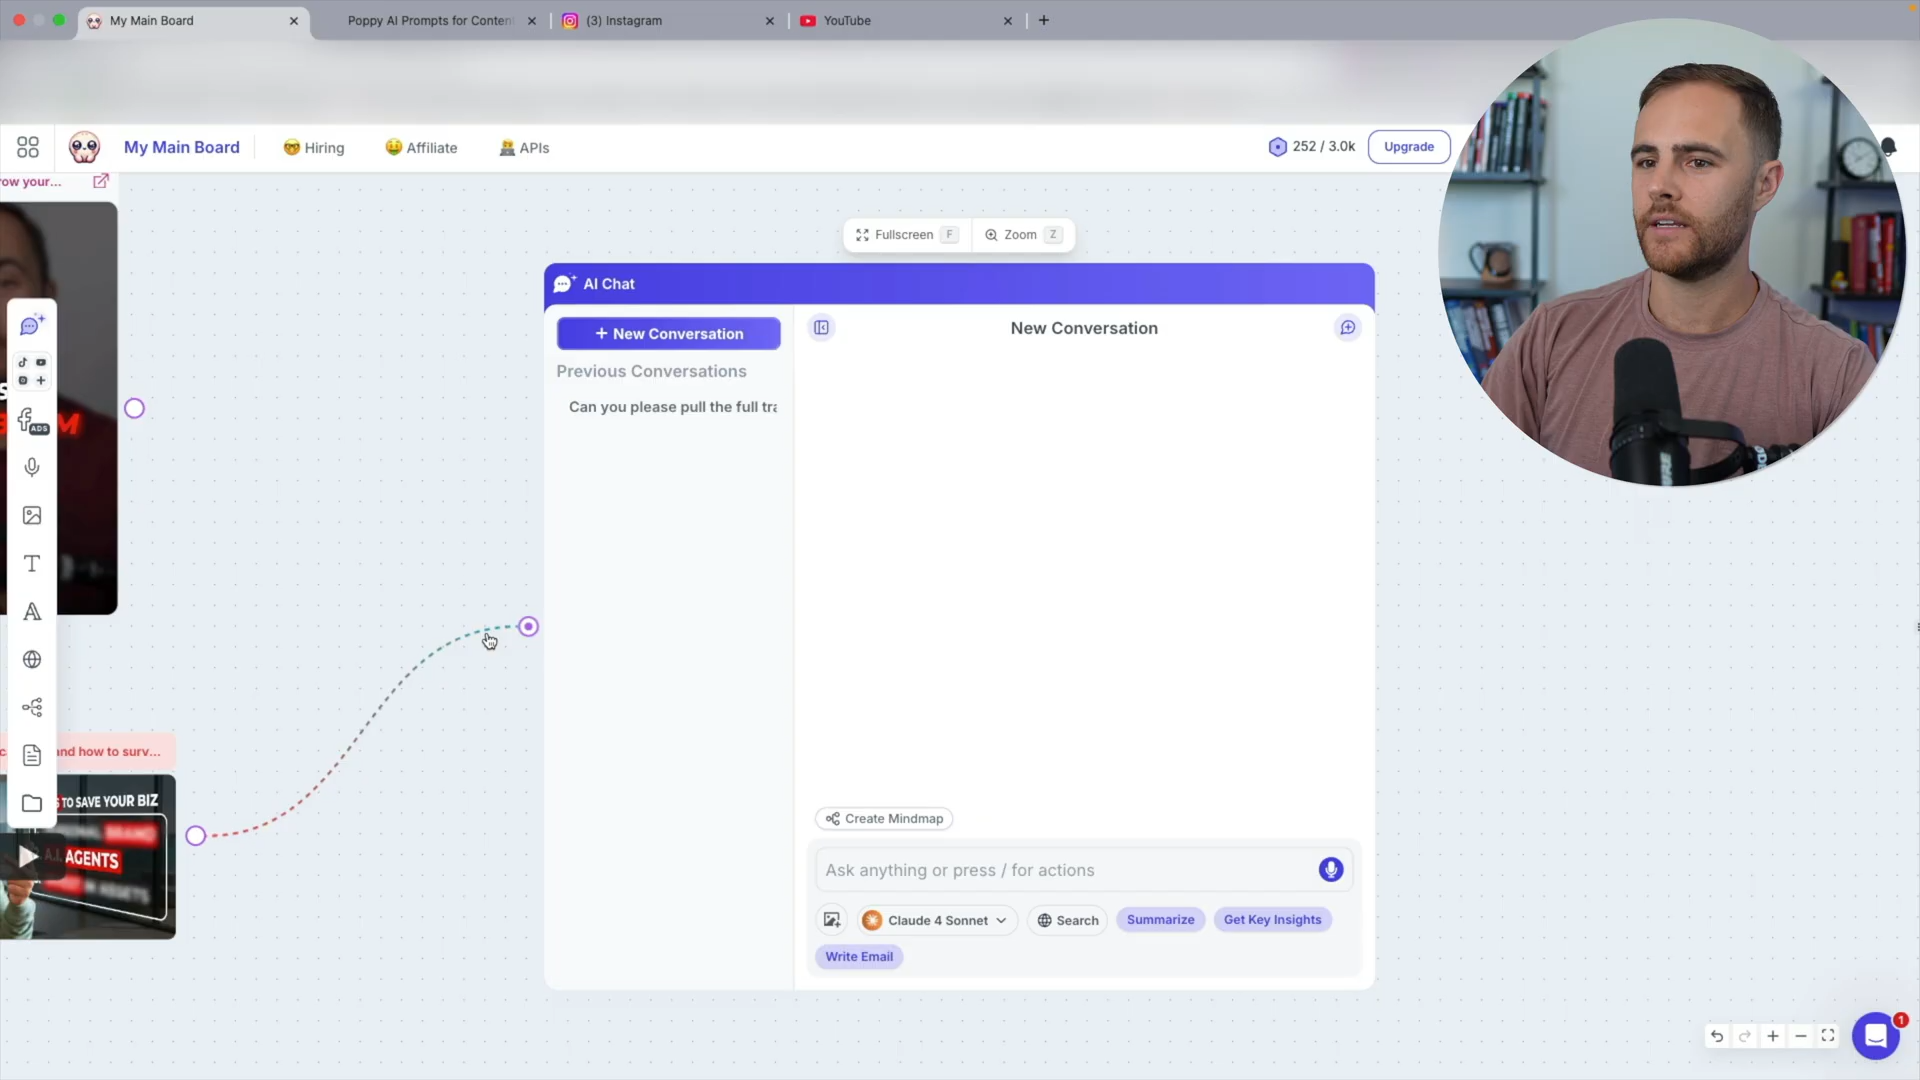 My Main Board
Poppy AI Prompts for Conten
(3) Instagram
YouTube
My Main Board
Hiring
Affiliate
APIs
252 / 3.0k
Upgrade
ow your...
Fullscreen F
Zoom Z
AI Chat
+ New Conversation
New Conversation
Previous Conversations
Can you please pull the full tra
ADS
M
and how to surv...
TO SAVE YOUR BIZ
BRAND
A.I. AGENTS
ASSETS
Create Mindmap
Ask anything or press / for actions
Claude 4 Sonnet
Search
Summarize
Get Key Insights
Write Email
1